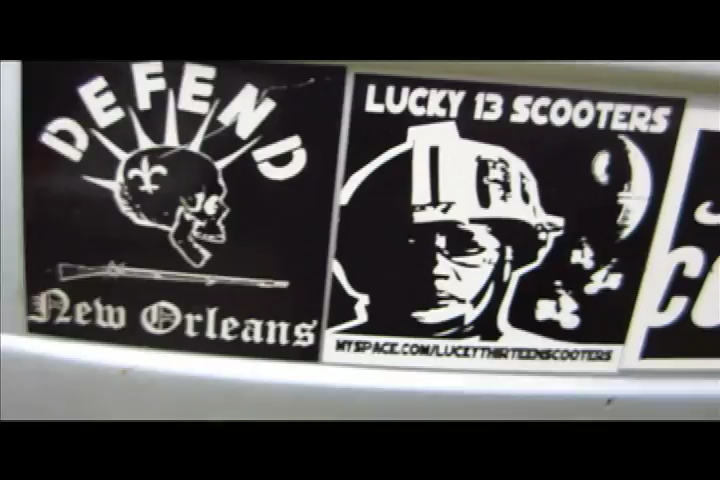 DEFEND
New Orleans
LUCKY 13 SCOOTERS
MYSPACE.COM/LUCKYTHIRTEENSCOOTERS